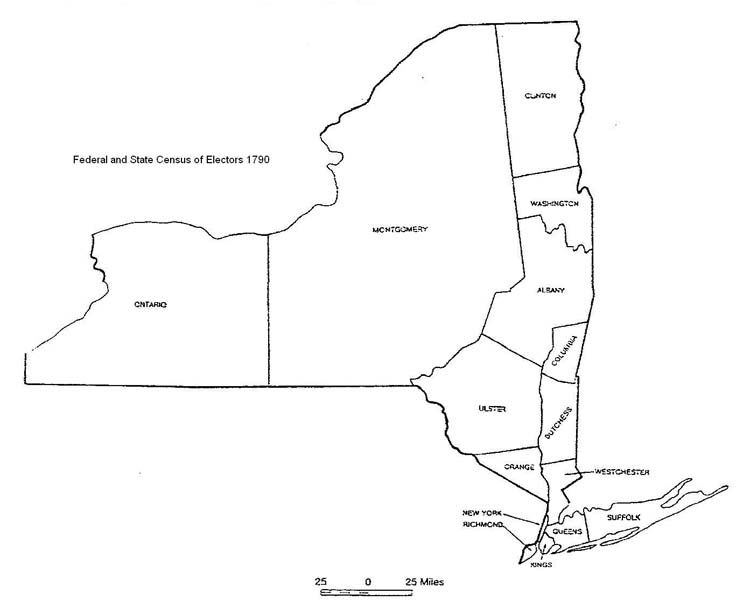 CLINTON
Federal and State Census of Electors 1790
WASHINGTON
MONTGOMERY
ALBANY
ONTARIO
COLUMBIA
ULSTER
DUTCHESS
ORANGE
WESTCHESTER
NEW YORK
RICHMOND
SUFFOLK
QUEENS
KINGS
25 0 25 Miles